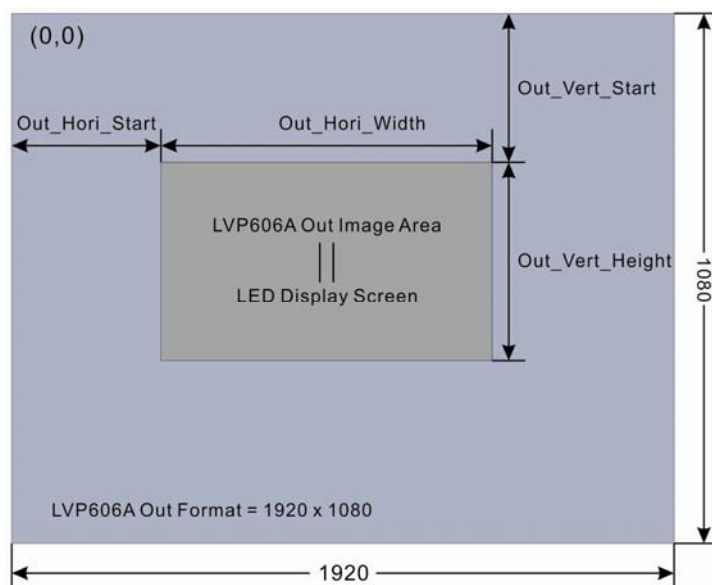 (0,0)
Out_Vert_Start
Out_Hori_Start
Out_Hori_Width
LVP606A Out Image Area
LED Display Screen
Out_Vert_Height
1080
LVP606A Out Format = 1920 x 1080
1920